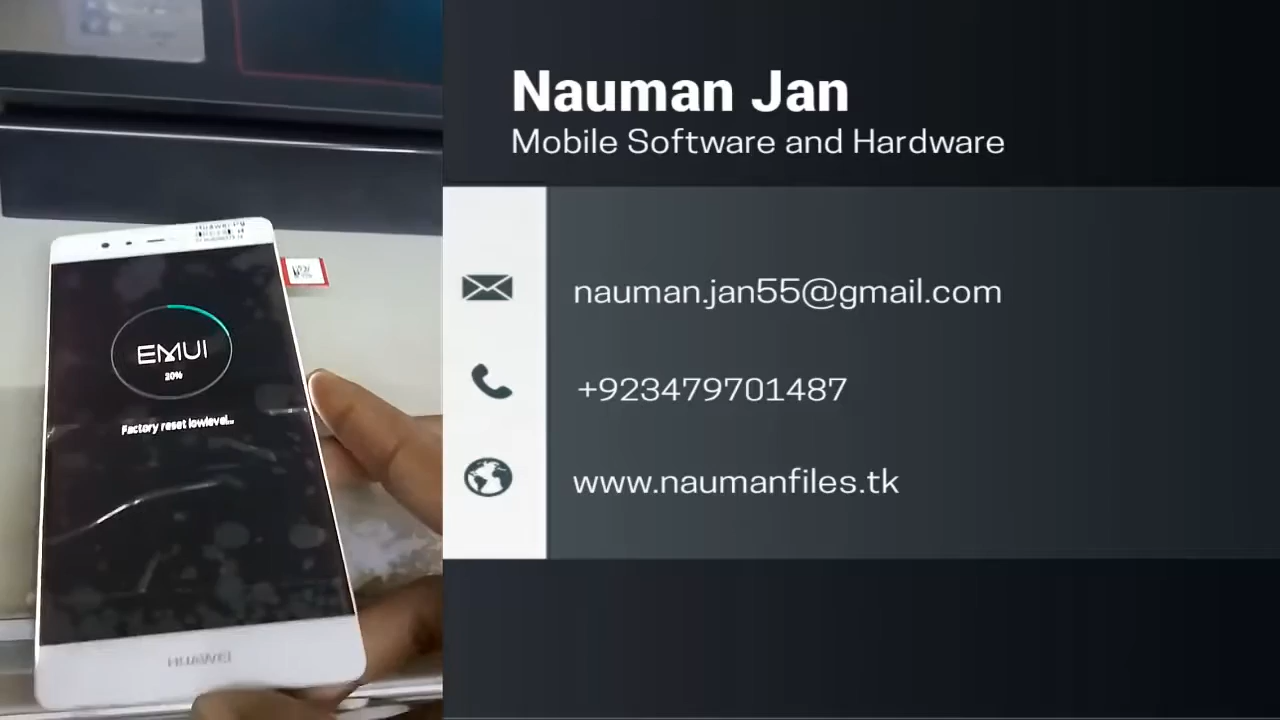 EMUI
20%
Factory reset lowlevel...
HUAWEI
Nauman Jan
Mobile Software and Hardware
nauman.jan55@gmail.com
+923479701487
www.naumanfiles.tk